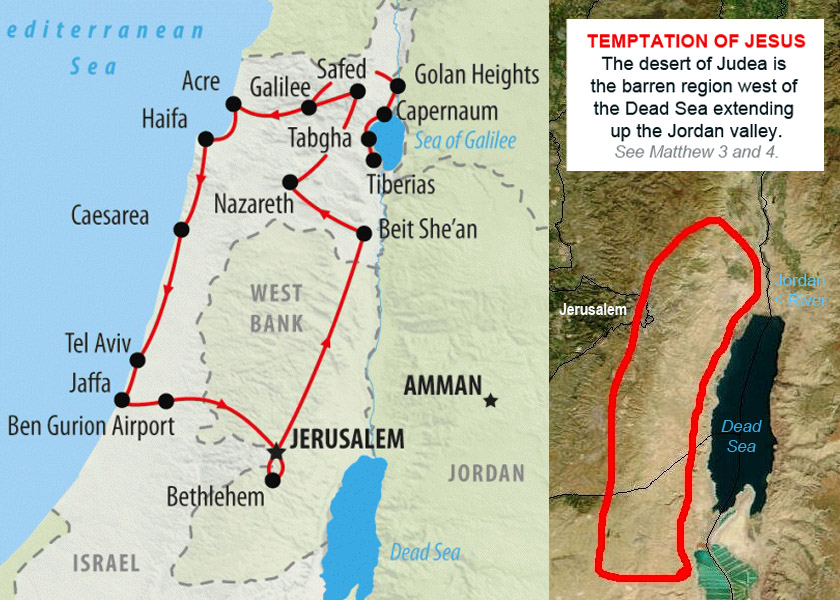 editerranean
Sea
Acre
Galilee
Safed
Golan Heights
Haifa
Capernaum
Tabgha
Sea of Galilee
Tiberias
Nazareth
Caesarea
Beit She'an
WEST
BANK
Tel Aviv
Jaffa
AMMAN
Ben Gurion Airport
JERUSALEM
JORDAN
Bethlehem
Dead Sea
ISRAEL
TEMPTATION OF JESUS
The desert of Judea is
the barren region west of
the Dead Sea extending
up the Jordan valley.
See Matthew 3 and 4.
Jordan
< River
Jerusalem
Dead
Sea